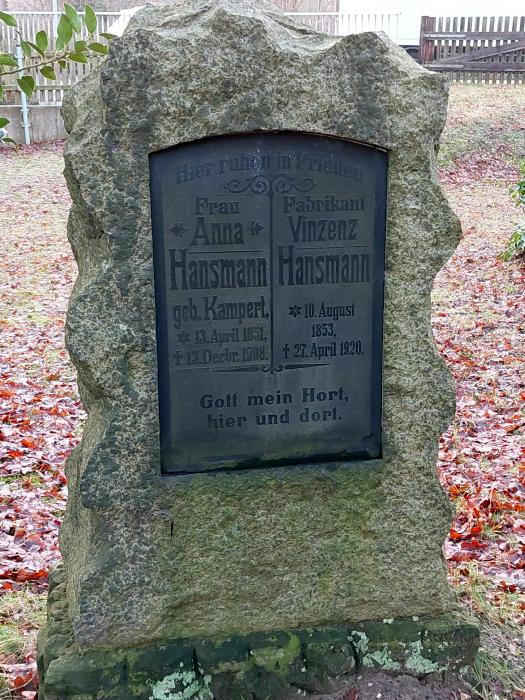 Hier ruhen in Frieden
Frau
Anna
Hansmann
geb. Kampert,
* 13. April 1851,
† 13. Decbr. 1908.
Fabrikant
Vinzenz
Hansmann
* 10. August
1853,
† 27. April 1920.
Gott mein Hort,
hier und dort.